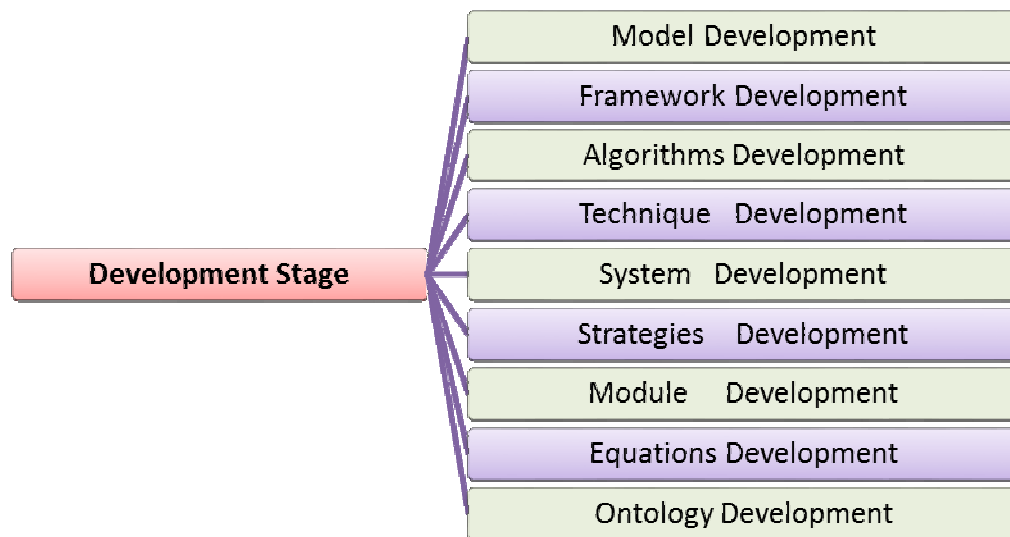 Model Development
Framework Development
Algorithms Development
Technique Development
Development Stage
System Development
Strategies Development
Module Development
Equations Development
Ontology Development